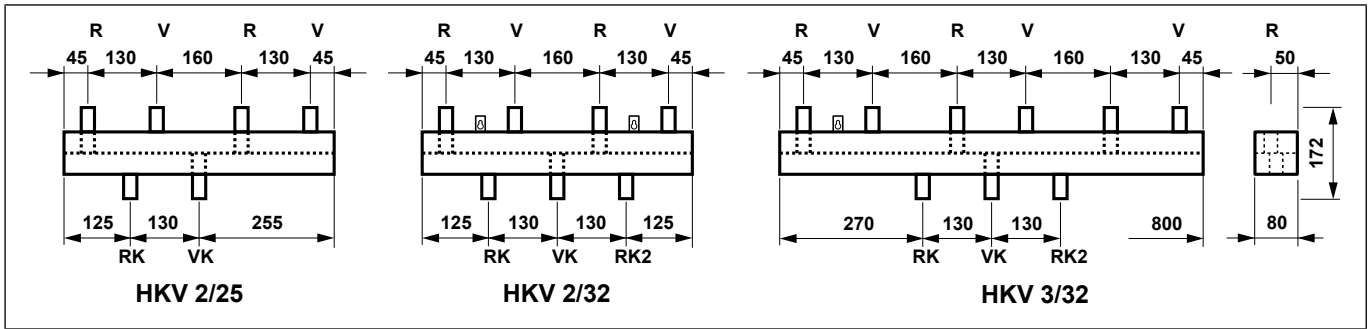 R V R V
45 130 160 130 45
125 130 255
RK VK
HKV 2/25
R V R V
45 130 160 130 45
125 130 130 125
RK VK RK2
HKV 2/32
R V R V V
45 130 160 130 160 130 45
270 130 130 800
RK VK RK2
HKV 3/32
R
50
172
80